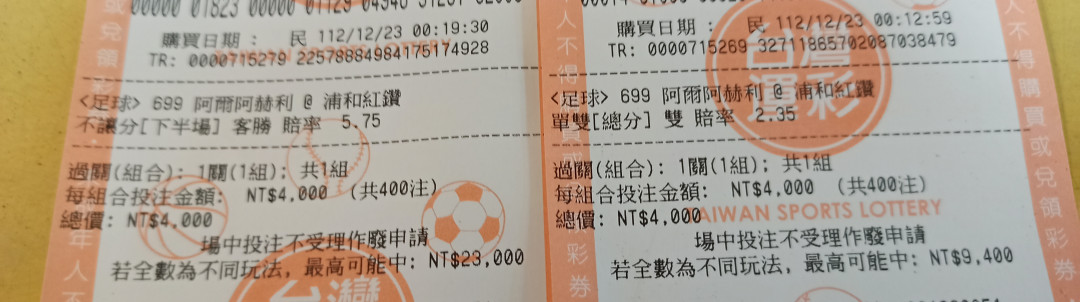 購買日期： 民 112/12/23 00:19:30
TR: 0000715279 22578884984175174928
<足球> 699 阿爾阿赫利 @ 浦和紅鑽
不讓分[下半場] 客勝 賠率 5.75
過關(組合): 1關(1組); 共1組
每組合投注金額: NT$4,000 (共400注)
總價: NT$4,000
場中投注不受理作廢申請
若全數為不同玩法, 最高可能中: NT$23,000
台灣
購買日期： 民 112/12/23 00:12:59
TR: 0000715269 32711865702087038479
台灣
運彩
<足球> 699 阿爾阿赫利 @ 浦和紅鑽
單雙[總分] 雙 賠率 2.35
過關(組合): 1關(1組); 共1組
每組合投注金額: NT$4,000 (共400注)
總價: NT$4,000
TAIWAN SPORTS LOTTERY
場中投注不受理作廢申請
若全數為不同玩法, 最高可能中: NT$9,400
人不得購買或兌領彩券